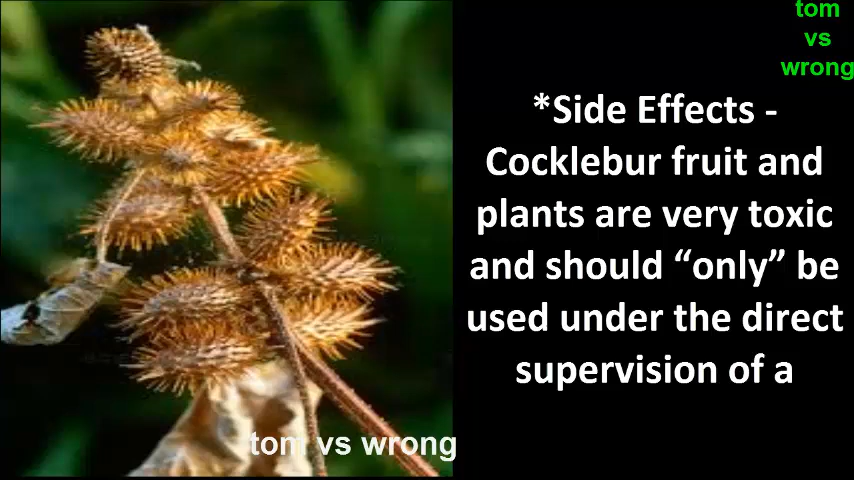 tom
vs
wrong
*Side Effects -
Cocklebur fruit and
plants are very toxic
and should “only” be
used under the direct
supervision of a
tom vs wrong